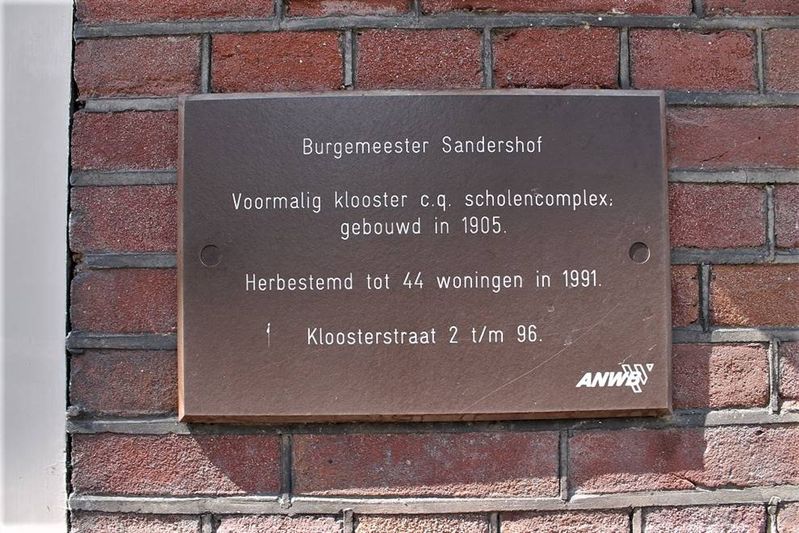 Burgemeester Sandershof
Voormalig klooster c.q. scholencomplex;
gebouwd in 1905.
Herbestemd tot 44 woningen in 1991.
Kloosterstraat 2 t/m 96.
ANWB